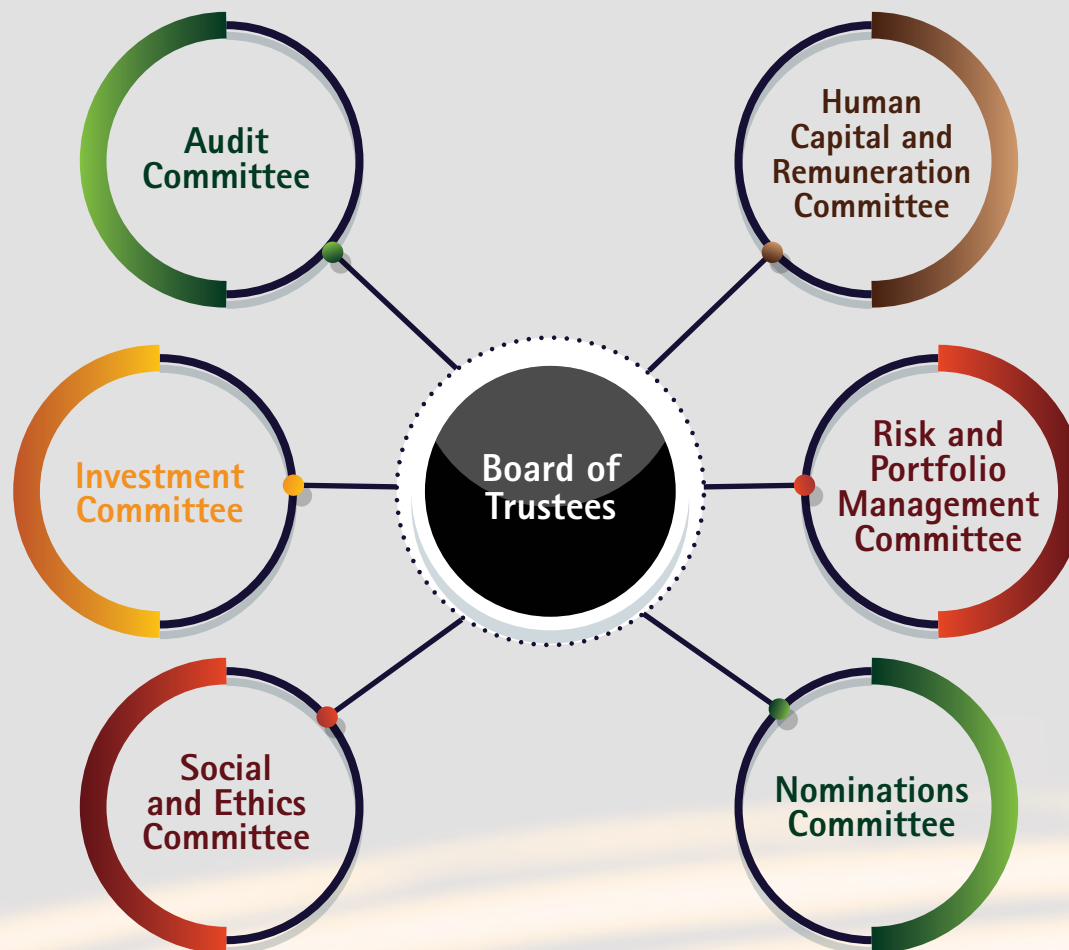 Audit
Committee
Human
Capital and
Remuneration
Committee
Investment
Committee
Board of
Trustees
Risk and
Portfolio
Management
Committee
Social
and Ethics
Committee
Nominations
Committee